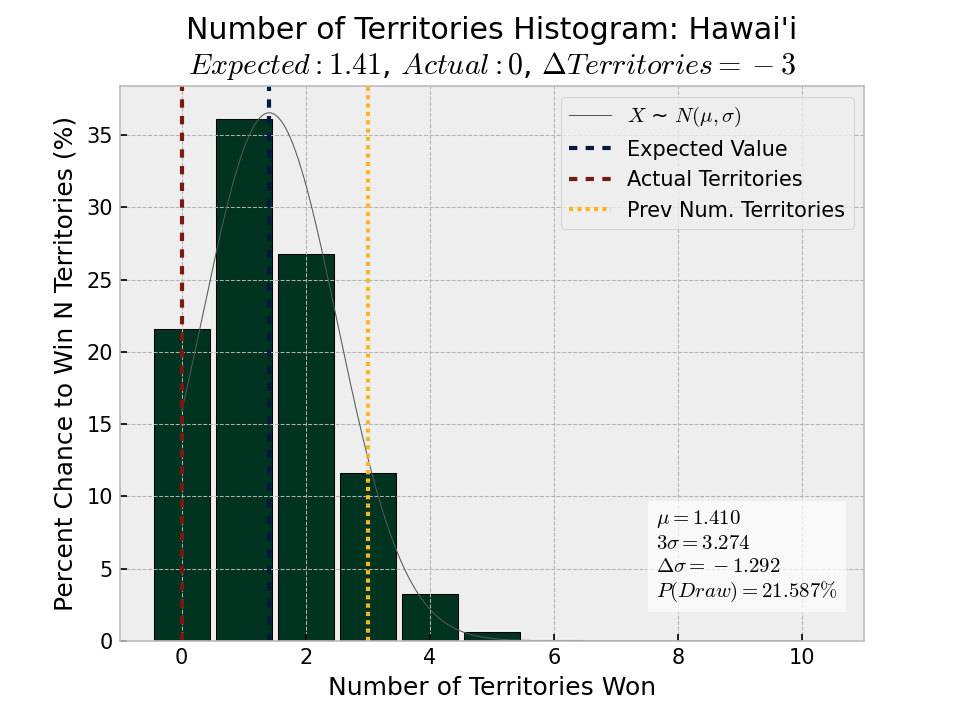 Number of Territories Histogram: Hawai'i
Expected: 1.41, Actual: 0, ΔTerritories = −3
Percent Chance to Win N Territories (%)
35
30
25
20
15
10
5
0
X ~ N(μ, σ)
Expected Value
Actual Territories
Prev Num. Territories
μ = 1.410
3σ = 3.274
Δσ = −1.292
P(Draw) = 21.587%
0 2 4 6 8 10
Number of Territories Won